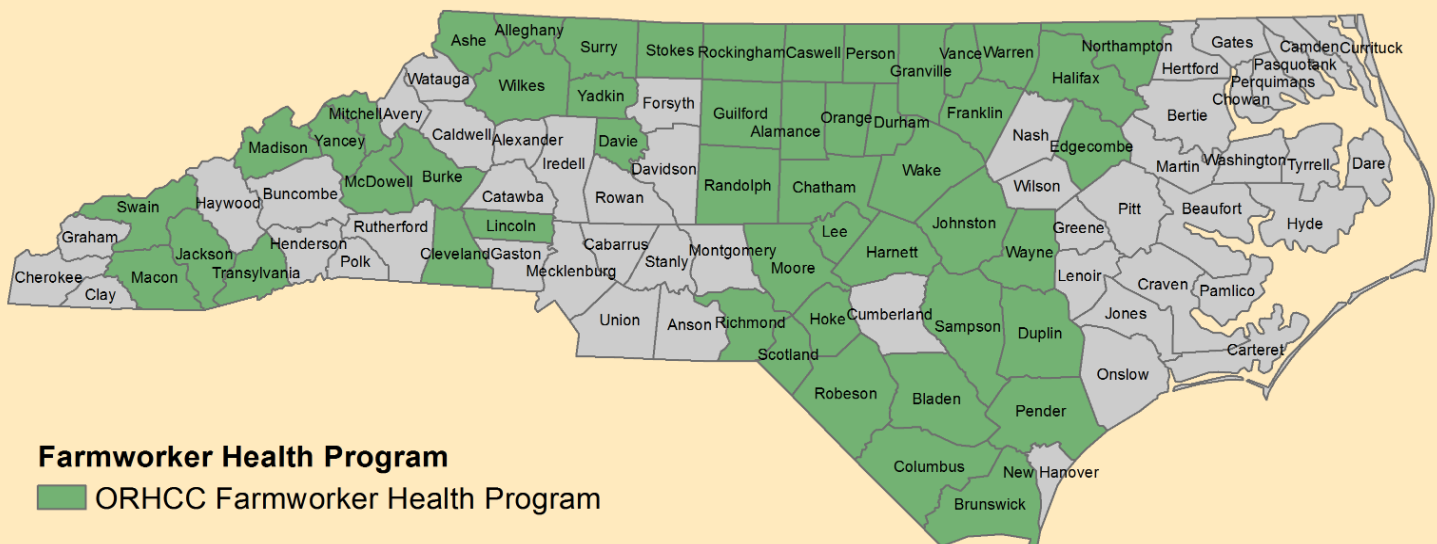 Ashe
Alleghany
Surry
Stokes
Rockingham
Caswell
Person
Granville
Vance
Warren
Northampton
Halifax
Gates
Hertford
Camden
Currituck
Pasquotank
Perquimans
Chowan
Bertie
Watauga
Wilkes
Yadkin
Forsyth
Guilford
Alamance
Orange
Durham
Franklin
Nash
Edgecombe
Martin
Washington
Tyrrell
Dare
Mitchell
Avery
Caldwell
Alexander
Iredell
Davie
Davidson
Randolph
Chatham
Wake
Wilson
Pitt
Beaufort
Hyde
Madison
Yancey
McDowell
Burke
Catawba
Rowan
Swain
Haywood
Buncombe
Rutherford
Lincoln
Cabarrus
Stanly
Montgomery
Moore
Lee
Harnett
Johnston
Wayne
Greene
Lenoir
Craven
Pamlico
Jones
Carteret
Graham
Cherokee
Clay
Macon
Jackson
Transylvania
Henderson
Polk
Cleveland
Gaston
Mecklenburg
Union
Anson
Richmond
Scotland
Hoke
Cumberland
Sampson
Duplin
Onslow
Robeson
Bladen
Pender
Columbus
New Hanover
Brunswick
Farmworker Health Program
ORHCC Farmworker Health Program